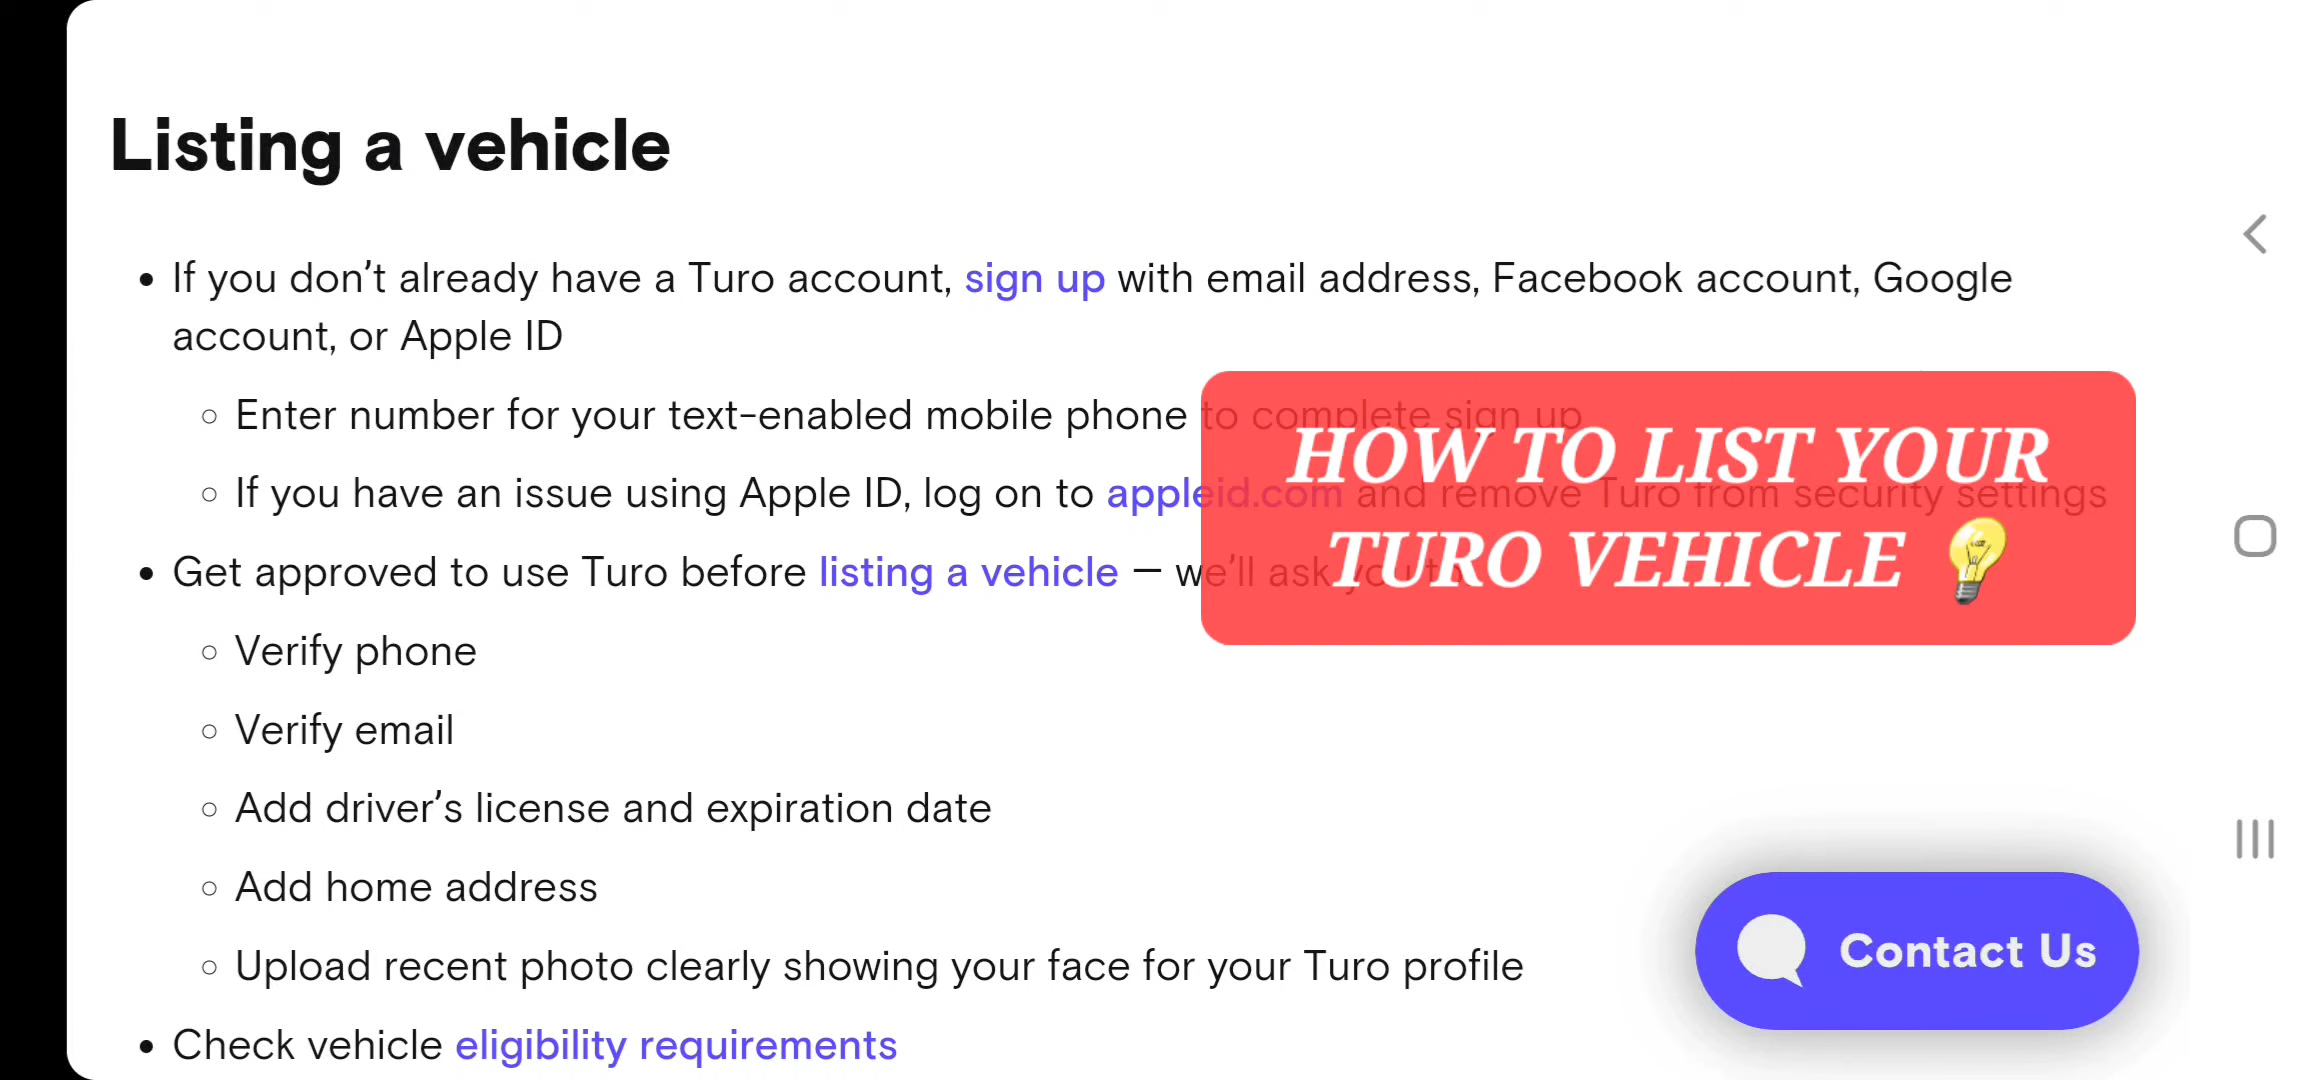 Listing a vehicle
• If you don’t already have a Turo account, sign up with email address, Facebook account, Google
account, or Apple ID
◦ Enter number for your text-enabled mobile phone to complete sign up
◦ If you have an issue using Apple ID, log on to appleid.com and remove Turo from security settings
HOW TO LIST YOUR
TURO VEHICLE 💡
• Get approved to use Turo before listing a vehicle — we’ll ask you to
◦ Verify phone
◦ Verify email
◦ Add driver’s license and expiration date
◦ Add home address
◦ Upload recent photo clearly showing your face for your Turo profile
Contact Us
• Check vehicle eligibility requirements